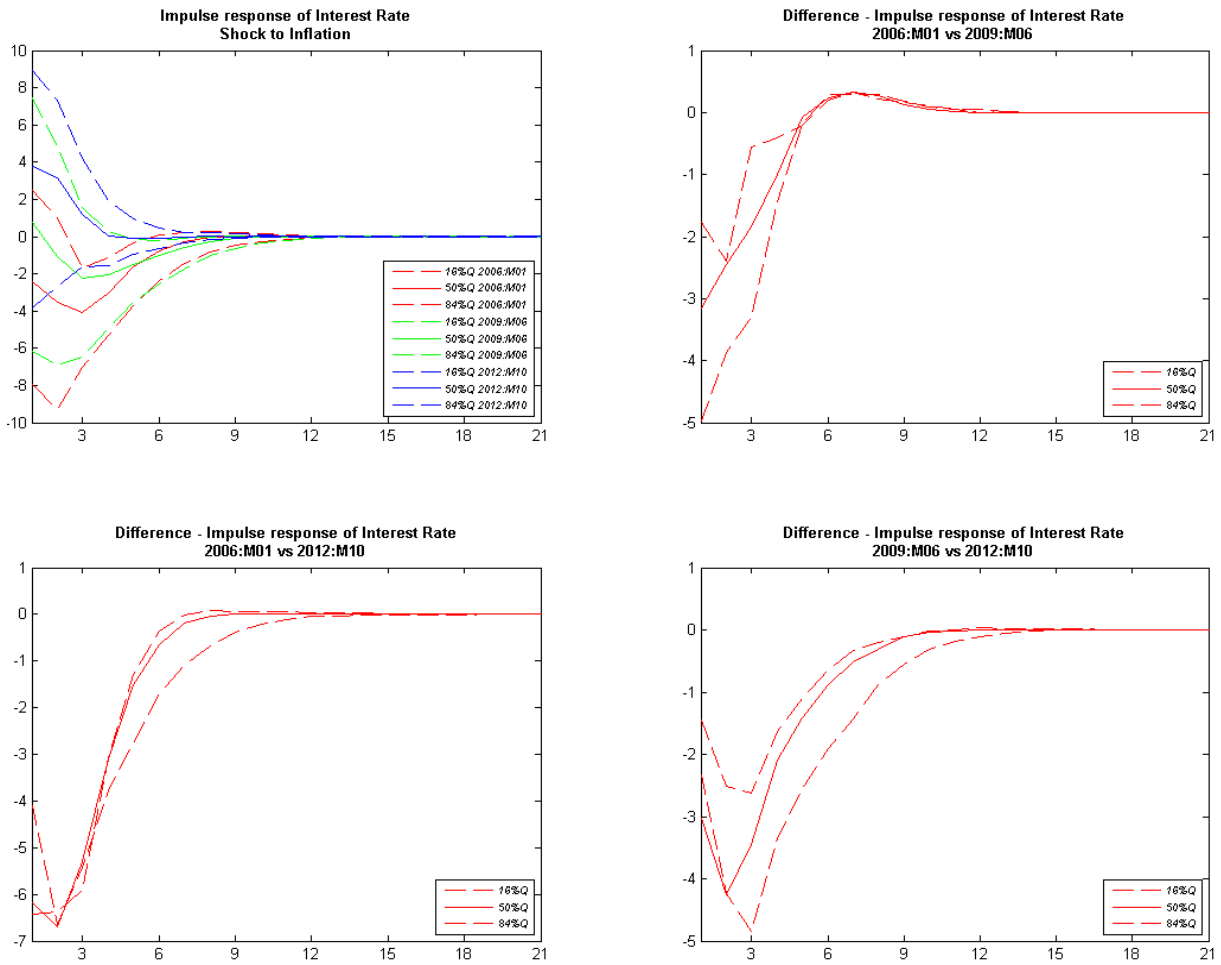 Impulse response of Interest Rate
Shock to Inflation
10
8
6
4
2
0
-2
-4
-6
-8
-10
3
6
9
12
15
18
21
16%Q 2006:M01
50%Q 2006:M01
84%Q 2006:M01
16%Q 2009:M06
50%Q 2009:M06
84%Q 2009:M06
16%Q 2012:M10
50%Q 2012:M10
84%Q 2012:M10
Difference - Impulse response of Interest Rate
2006:M01 vs 2009:M06
1
0
-1
-2
-3
-4
-5
3
6
9
12
15
18
21
16%Q
50%Q
84%Q
Difference - Impulse response of Interest Rate
2006:M01 vs 2012:M10
1
0
-1
-2
-3
-4
-5
-6
-7
3
6
9
12
15
18
21
16%Q
50%Q
84%Q
Difference - Impulse response of Interest Rate
2009:M06 vs 2012:M10
1
0
-1
-2
-3
-4
-5
3
6
9
12
15
18
21
16%Q
50%Q
84%Q